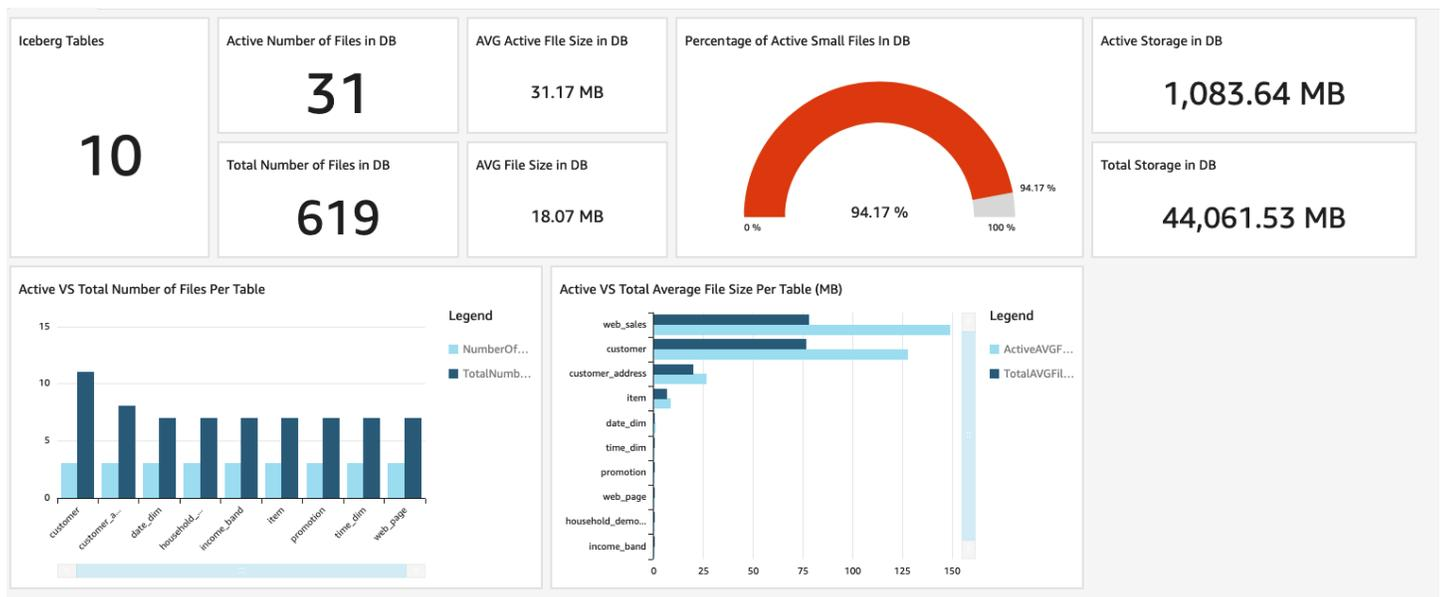 Iceberg Tables
10
Active Number of Files in DB
31
Total Number of Files in DB
619
AVG Active FIle Size in DB
31.17 MB
AVG File Size in DB
18.07 MB
Percentage of Active Small Files In DB
94.17 %
94.17 %
0 %
100 %
Active Storage in DB
1,083.64 MB
Total Storage in DB
44,061.53 MB
Active VS Total Number of Files Per Table
15
10
5
0
customer
customer_a...
date_dim
household_...
income_band
item
promotion
time_dim
web_page
Legend
NumberOf...
TotalNumb...
Active VS Total Average File Size Per Table (MB)
web_sales
customer
customer_address
item
date_dim
time_dim
promotion
web_page
household_demo...
income_band
0 25 50 75 100 125 150
Legend
ActiveAVGF...
TotalAVGFil...